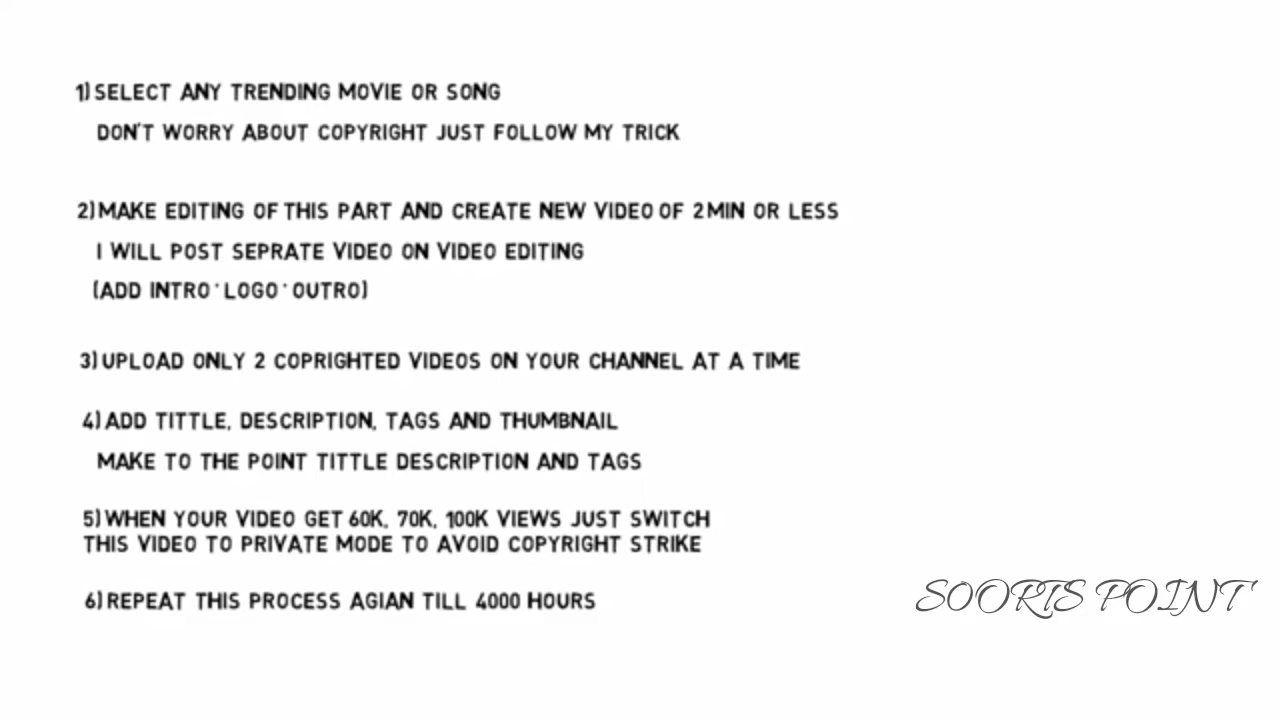 1) SELECT ANY TRENDING MOVIE OR SONG
DON'T WORRY ABOUT COPYRIGHT JUST FOLLOW MY TRICK
2) MAKE EDITING OF THIS PART AND CREATE NEW VIDEO OF 2 MIN OR LESS
I WILL POST SEPRATE VIDEO ON VIDEO EDITING
(ADD INTRO * LOGO * OUTRO)
3) UPLOAD ONLY 2 COPRIGHTED VIDEOS ON YOUR CHANNEL AT A TIME
4) ADD TITTLE, DESCRIPTION, TAGS AND THUMBNAIL
MAKE TO THE POINT TITTLE DESCRIPTION AND TAGS
5) WHEN YOUR VIDEO GET 60K, 70K, 100K VIEWS JUST SWITCH
THIS VIDEO TO PRIVATE MODE TO AVOID COPYRIGHT STRIKE
6) REPEAT THIS PROCESS AGIAN TILL 4000 HOURS
SOORTS POINT